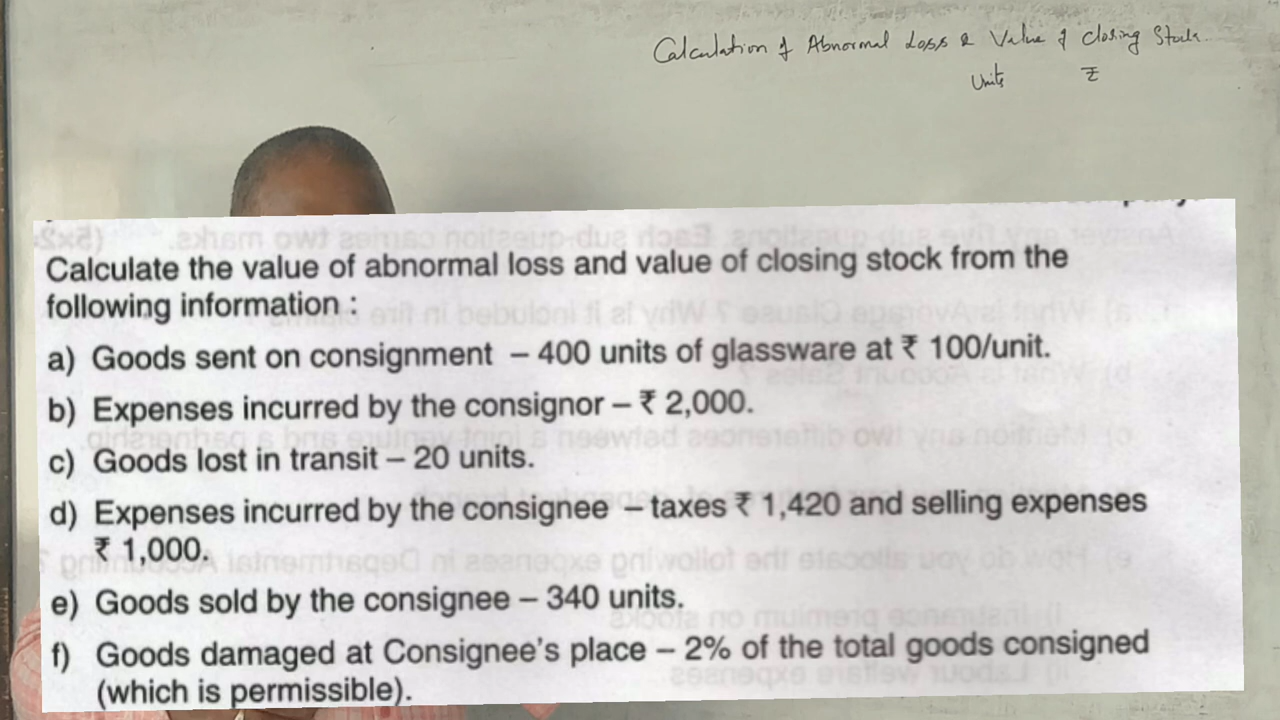 Calculation of Abnormal Loss & Value of closing Stock
Units ₹
Calculate the value of abnormal loss and value of closing stock from the
following information :
a) Goods sent on consignment – 400 units of glassware at ₹ 100/unit.
b) Expenses incurred by the consignor – ₹ 2,000.
c) Goods lost in transit – 20 units.
d) Expenses incurred by the consignee – taxes ₹ 1,420 and selling expenses
₹ 1,000.
e) Goods sold by the consignee – 340 units.
f) Goods damaged at Consignee's place – 2% of the total goods consigned
(which is permissible).